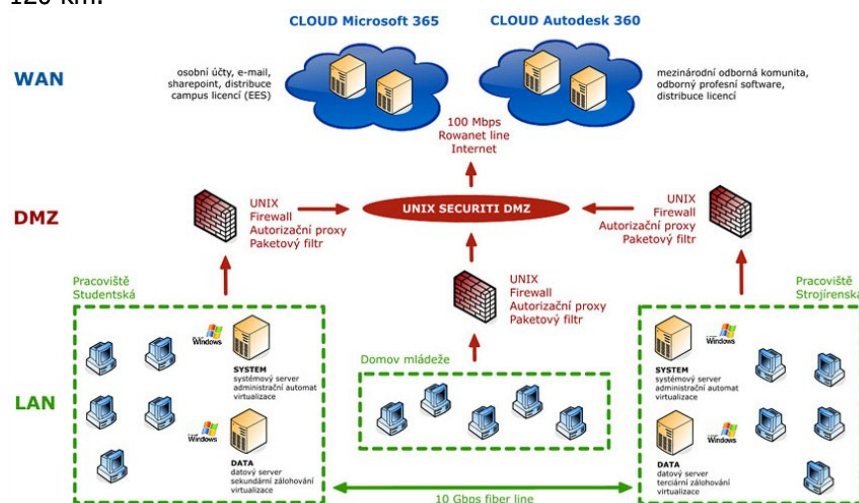 120 km.
CLOUD Microsoft 365
CLOUD Autodesk 360
WAN
osobní účty, e-mail,
sharepoint, distribuce
campus licencí (EES)
mezinárodní odborná komunita,
odborný profesní software,
distribuce licencí
100 Mbps
Rowanet line
Internet
DMZ
UNIX
Firewall
Autorizační proxy
Paketový filtr
UNIX SECURITI DMZ
UNIX
Firewall
Autorizační proxy
Paketový filtr
UNIX
Firewall
Autorizační proxy
Paketový filtr
Pracoviště
Studentská
Pracoviště
Strojírenská
Domov mládeže
LAN
Windows
SYSTEM
systémový server
administrační automat
virtualizace
Windows
DATA
datový server
sekundární zálohování
virtualizace
Windows
SYSTEM
systémový server
administrační automat
virtualizace
Windows
DATA
datový server
terciární zálohování
virtualizace
10 Gbps fiber line